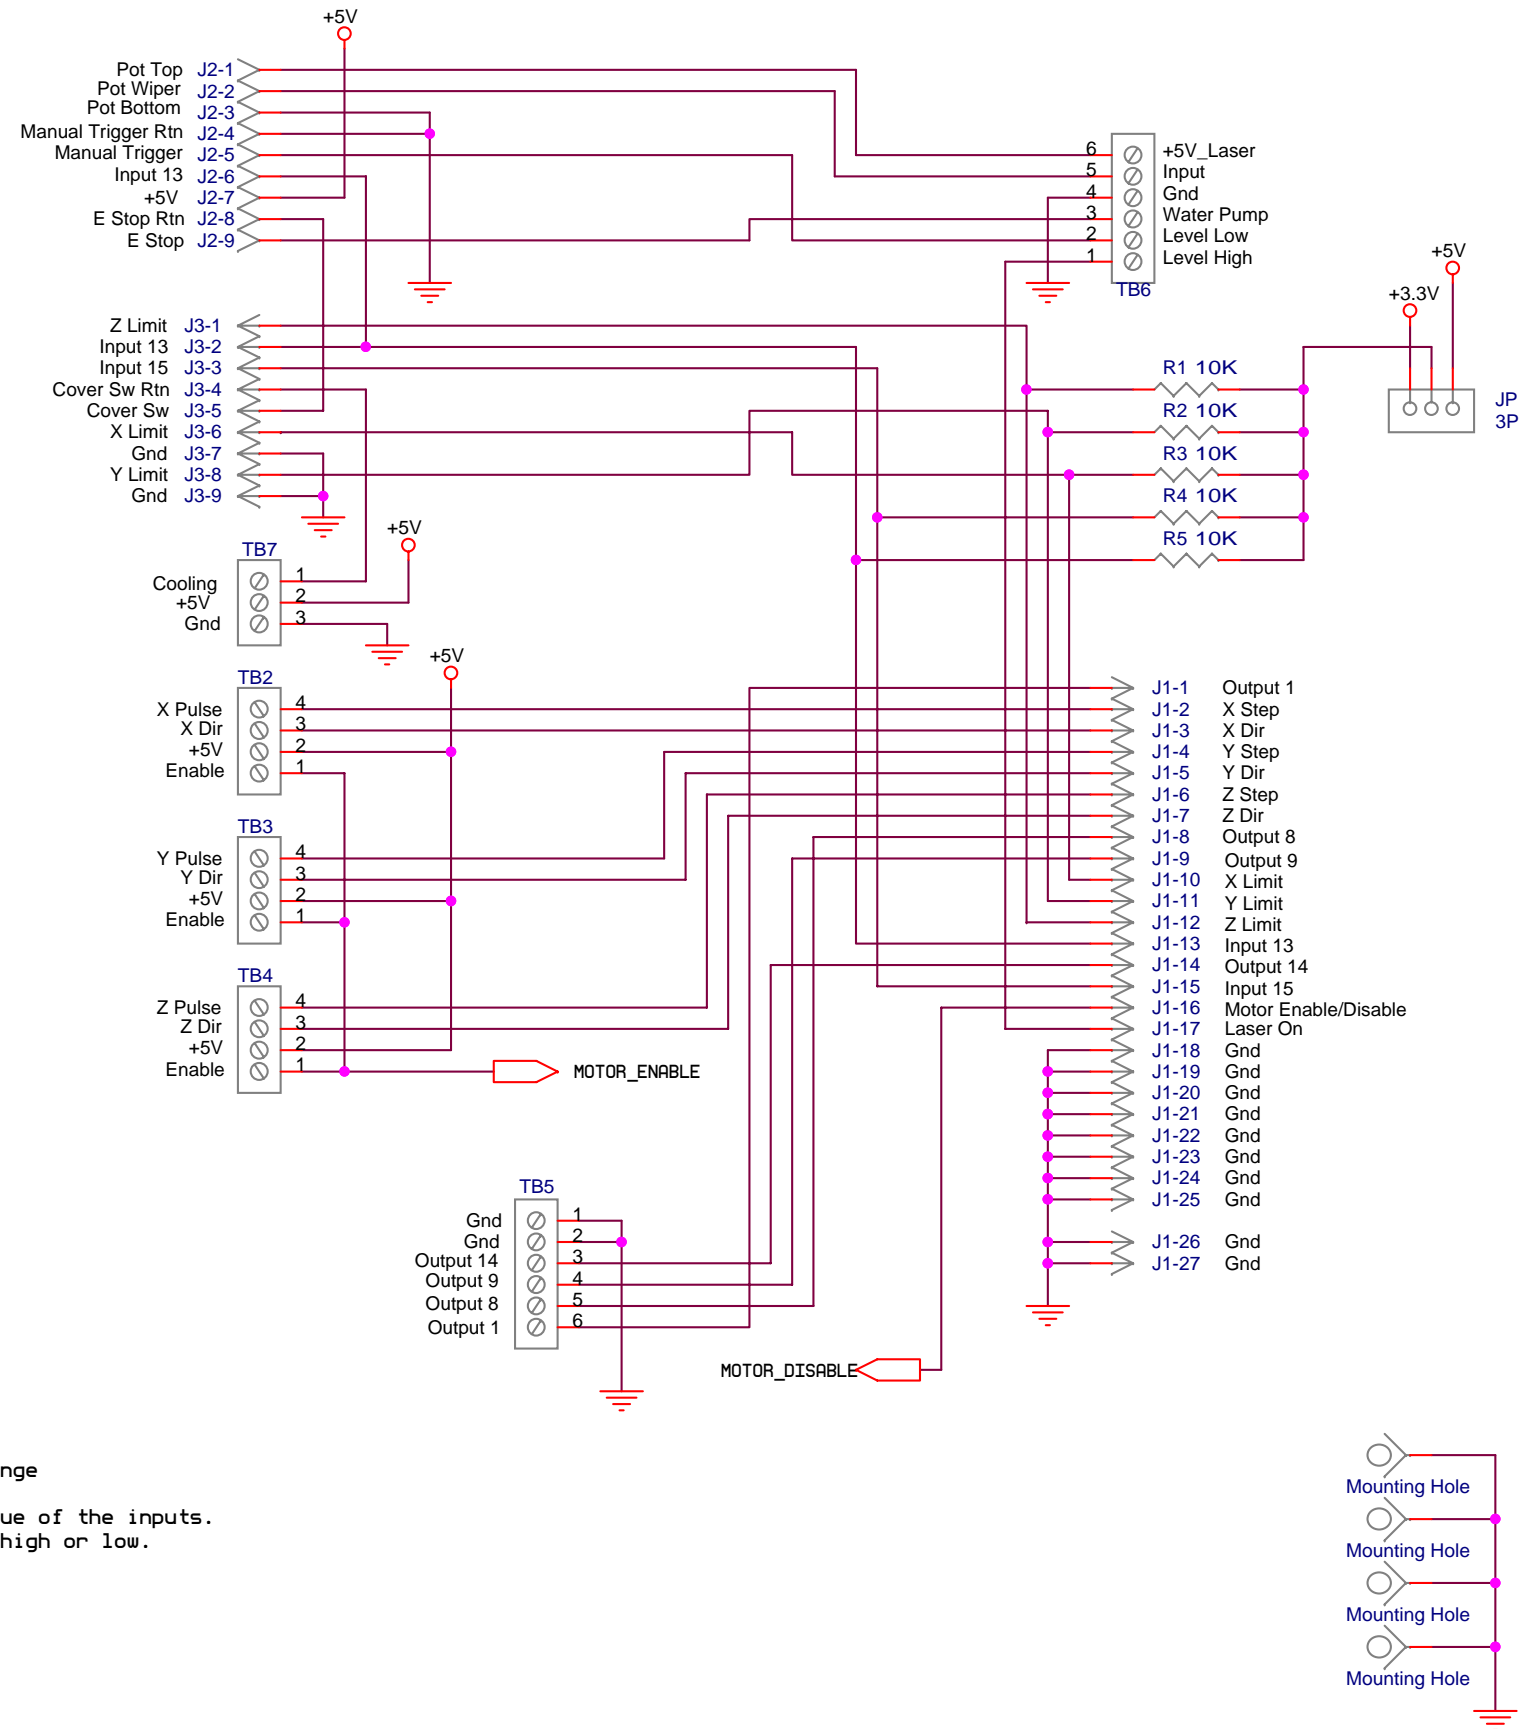 +5V
Pot Top J2-1
Pot Wiper J2-2
Pot Bottom J2-3
Manual Trigger Rtn J2-4
Manual Trigger J2-5
Input 13 J2-6
+5V J2-7
E Stop Rtn J2-8
E Stop J2-9
6 +5V_Laser
5 Input
4 Gnd
3 Water Pump
2 Level Low
1 Level High
TB6
+5V
+3.3V
JP
3P
Z Limit J3-1
Input 13 J3-2
Input 15 J3-3
Cover Sw Rtn J3-4
Cover Sw J3-5
X Limit J3-6
Gnd J3-7
Y Limit J3-8
Gnd J3-9
R1 10K
R2 10K
R3 10K
R4 10K
R5 10K
+5V
TB7
Cooling 1
+5V 2
Gnd 3
+5V
TB2
X Pulse 4
X Dir 3
+5V 2
Enable 1
TB3
Y Pulse 4
Y Dir 3
+5V 2
Enable 1
TB4
Z Pulse 4
Z Dir 3
+5V 2
Enable 1
MOTOR_ENABLE
J1-1 Output 1
J1-2 X Step
J1-3 X Dir
J1-4 Y Step
J1-5 Y Dir
J1-6 Z Step
J1-7 Z Dir
J1-8 Output 8
J1-9 Output 9
J1-10 X Limit
J1-11 Y Limit
J1-12 Z Limit
J1-13 Input 13
J1-14 Output 14
J1-15 Input 15
J1-16 Motor Enable/Disable
J1-17 Laser On
J1-18 Gnd
J1-19 Gnd
J1-20 Gnd
J1-21 Gnd
J1-22 Gnd
J1-23 Gnd
J1-24 Gnd
J1-25 Gnd
J1-26 Gnd
J1-27 Gnd
TB5
Gnd 1
Gnd 2
Output 14 3
Output 9 4
Output 8 5
Output 1 6
MOTOR_DISABLE
nge
ue of the inputs.
high or low.
Mounting Hole
Mounting Hole
Mounting Hole
Mounting Hole